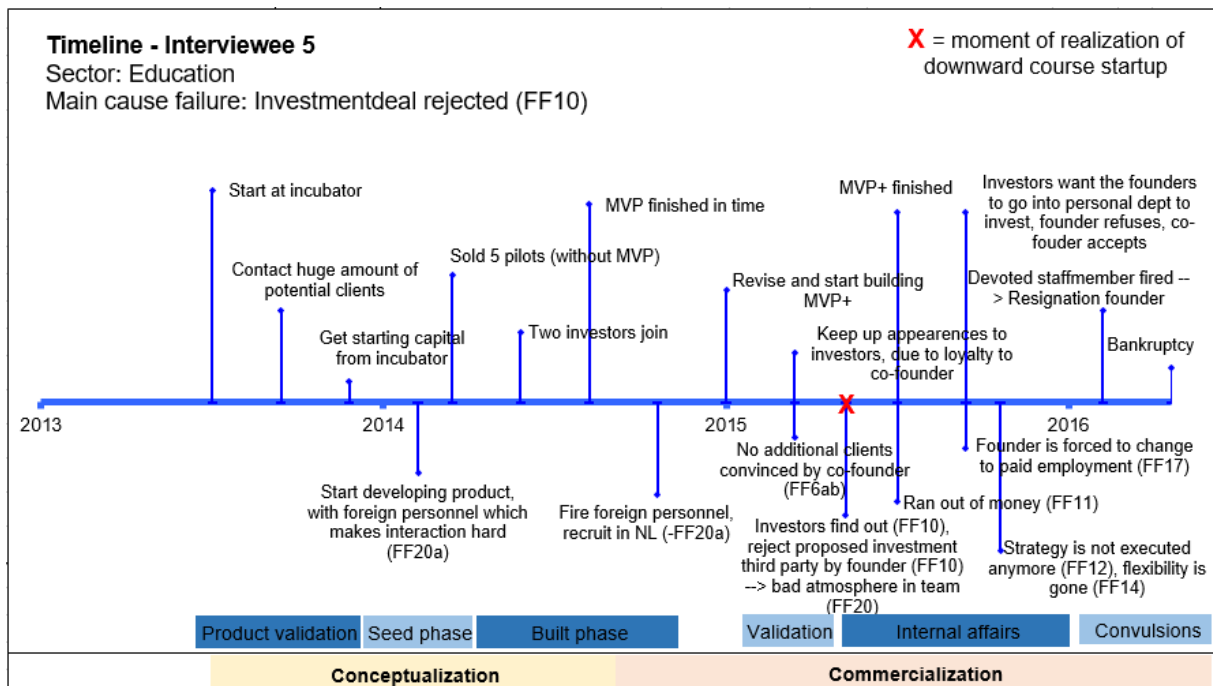 Timeline - Interviewee 5
Sector: Education
Main cause failure: Investmentdeal rejected (FF10)
X = moment of realization of
downward course startup
Start at incubator
Contact huge amount of
potential clients
Get starting capital
from incubator
Sold 5 pilots (without MVP)
Two investors join
MVP finished in time
Revise and start building
MVP+
Keep up appearences to
investors, due to loyalty to
co-founder
MVP+ finished
Investors want the founders
to go into personal dept to
invest, founder refuses, co-
fouder accepts
Devoted staffmember fired --
> Resignation founder
Bankruptcy
X
2013
2014
2015
2016
Start developing product,
with foreign personnel which
makes interaction hard
(FF20a)
Fire foreign personnel,
recruit in NL (-FF20a)
No additional clients
convinced by co-founder
(FF6ab)
Investors find out (FF10),
reject proposed investment
third party by founder (FF10)
--> bad atmosphere in team
(FF20)
Ran out of money (FF11)
Founder is forced to change
to paid employment (FF17)
Strategy is not executed
anymore (FF12), flexibility is
gone (FF14)
Product validation
Seed phase
Built phase
Validation
Internal affairs
Convulsions
Conceptualization
Commercialization